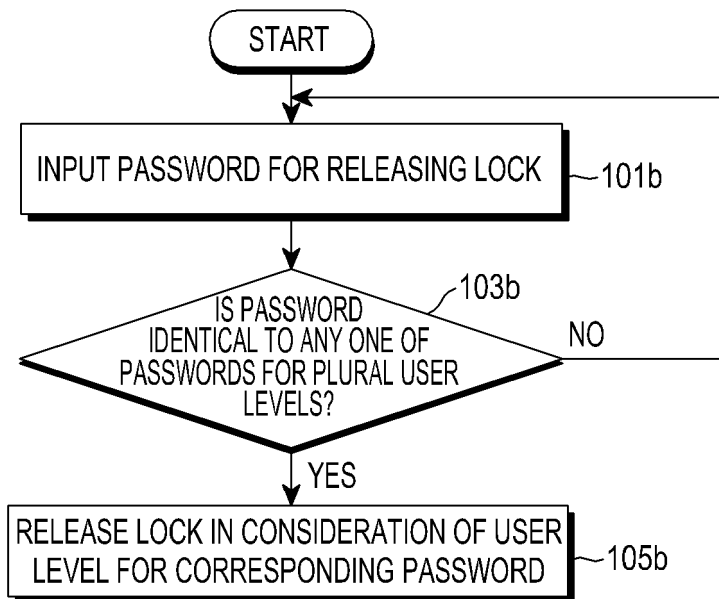 START
INPUT PASSWORD FOR RELEASING LOCK
101b
103b
IS PASSWORD
IDENTICAL TO ANY ONE OF
PASSWORDS FOR PLURAL USER
LEVELS?
NO
YES
RELEASE LOCK IN CONSIDERATION OF USER
LEVEL FOR CORRESPONDING PASSWORD
105b